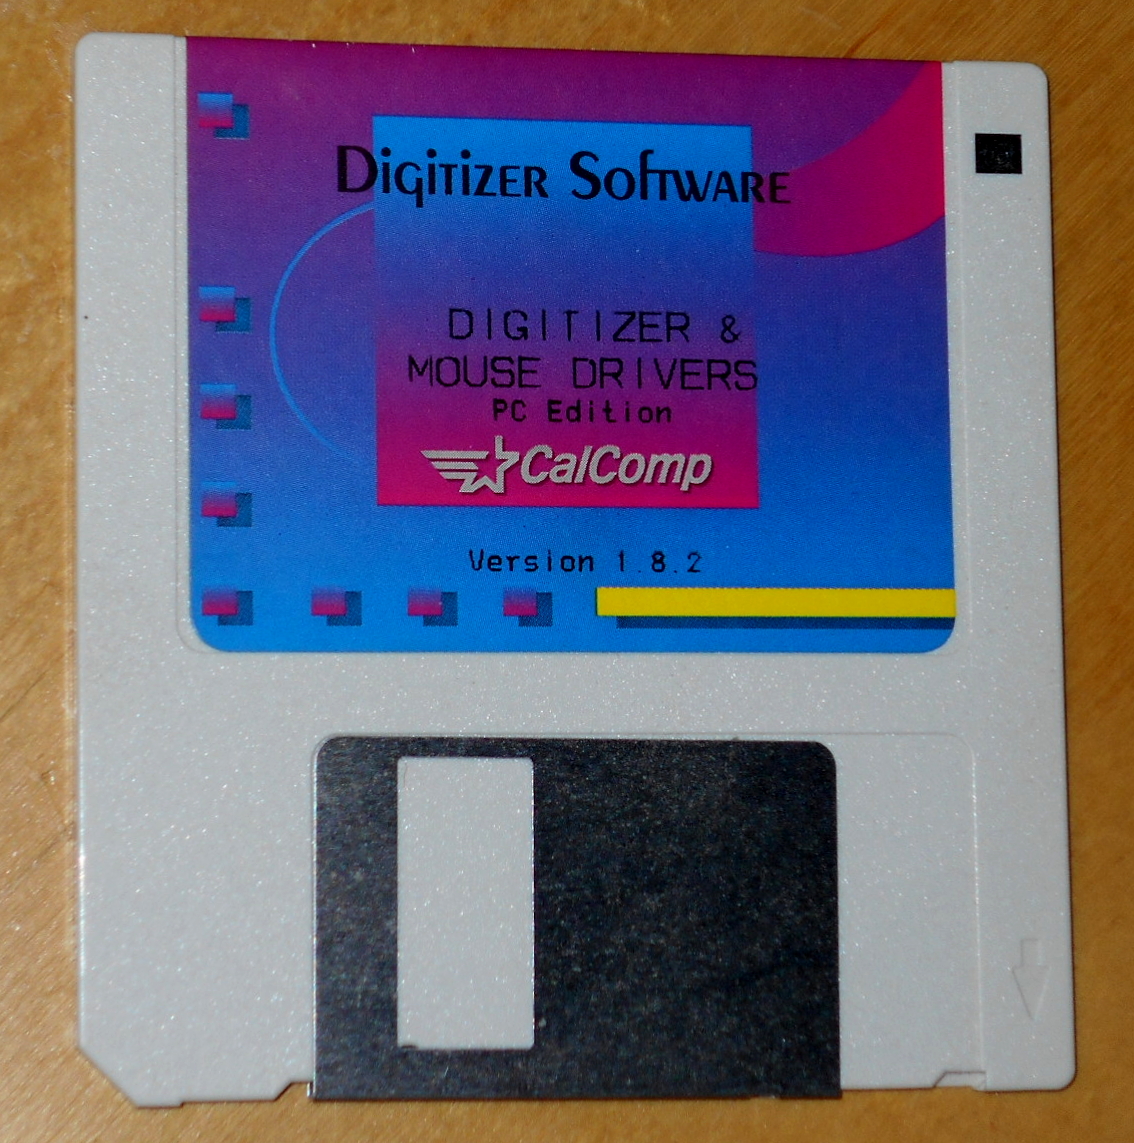 Digitizer Software
DIGITIZER &
MOUSE DRIVERS
PC Edition
CalComp
Version 1.8.2